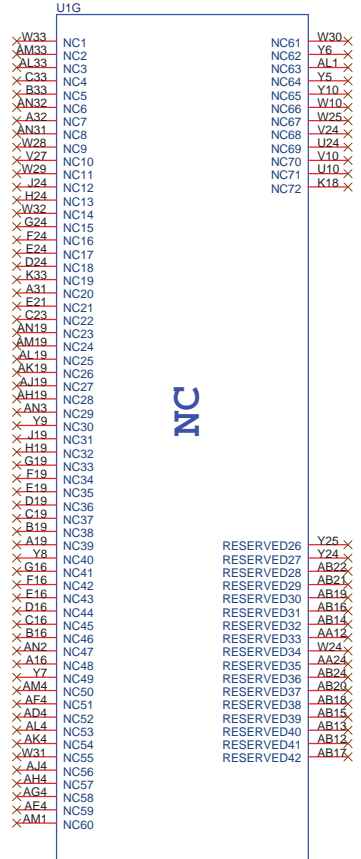 U1G
W33 NC1 NC61 W30
AM33 NC2 NC62 Y6
AL33 NC3 NC63 AL1
C33 NC4 NC64 Y5
B33 NC5 NC65 Y10
AN32 NC6 NC66 W10
A32 NC7 NC67 W25
AN31 NC8 NC68 V24
W28 NC9 NC69 U24
V27 NC10 NC70 V10
W29 NC11 NC71 U10
J24 NC12 NC72 K18
H24 NC13
W32 NC14
G24 NC15
F24 NC16
E24 NC17
D24 NC18
K33 NC19
A31 NC20
E21 NC21
C23 NC22
AN19 NC23
AM19 NC24
AL19 NC25
AK19 NC26
AJ19 NC27
AH19 NC28
AN3 NC29
Y9 NC30
J19 NC31
H19 NC32
G19 NC33
F19 NC34
E19 NC35
D19 NC36
C19 NC37
B19 NC38
NC
A19 NC39 RESERVED26 Y25
Y8 NC40 RESERVED27 Y24
G16 NC41 RESERVED28 AB22
F16 NC42 RESERVED29 AB21
E16 NC43 RESERVED30 AB19
D16 NC44 RESERVED31 AB16
C16 NC45 RESERVED32 AB14
B16 NC46 RESERVED33 AA12
AN2 NC47 RESERVED34 W24
A16 NC48 RESERVED35 AA24
Y7 NC49 RESERVED36 AB24
AM4 NC50 RESERVED37 AB20
AF4 NC51 RESERVED38 AB18
AD4 NC52 RESERVED39 AB15
AL4 NC53 RESERVED40 AB13
AK4 NC54 RESERVED41 AB12
W31 NC55 RESERVED42 AB17
AJ4 NC56
AH4 NC57
AG4 NC58
AE4 NC59
AM1 NC60